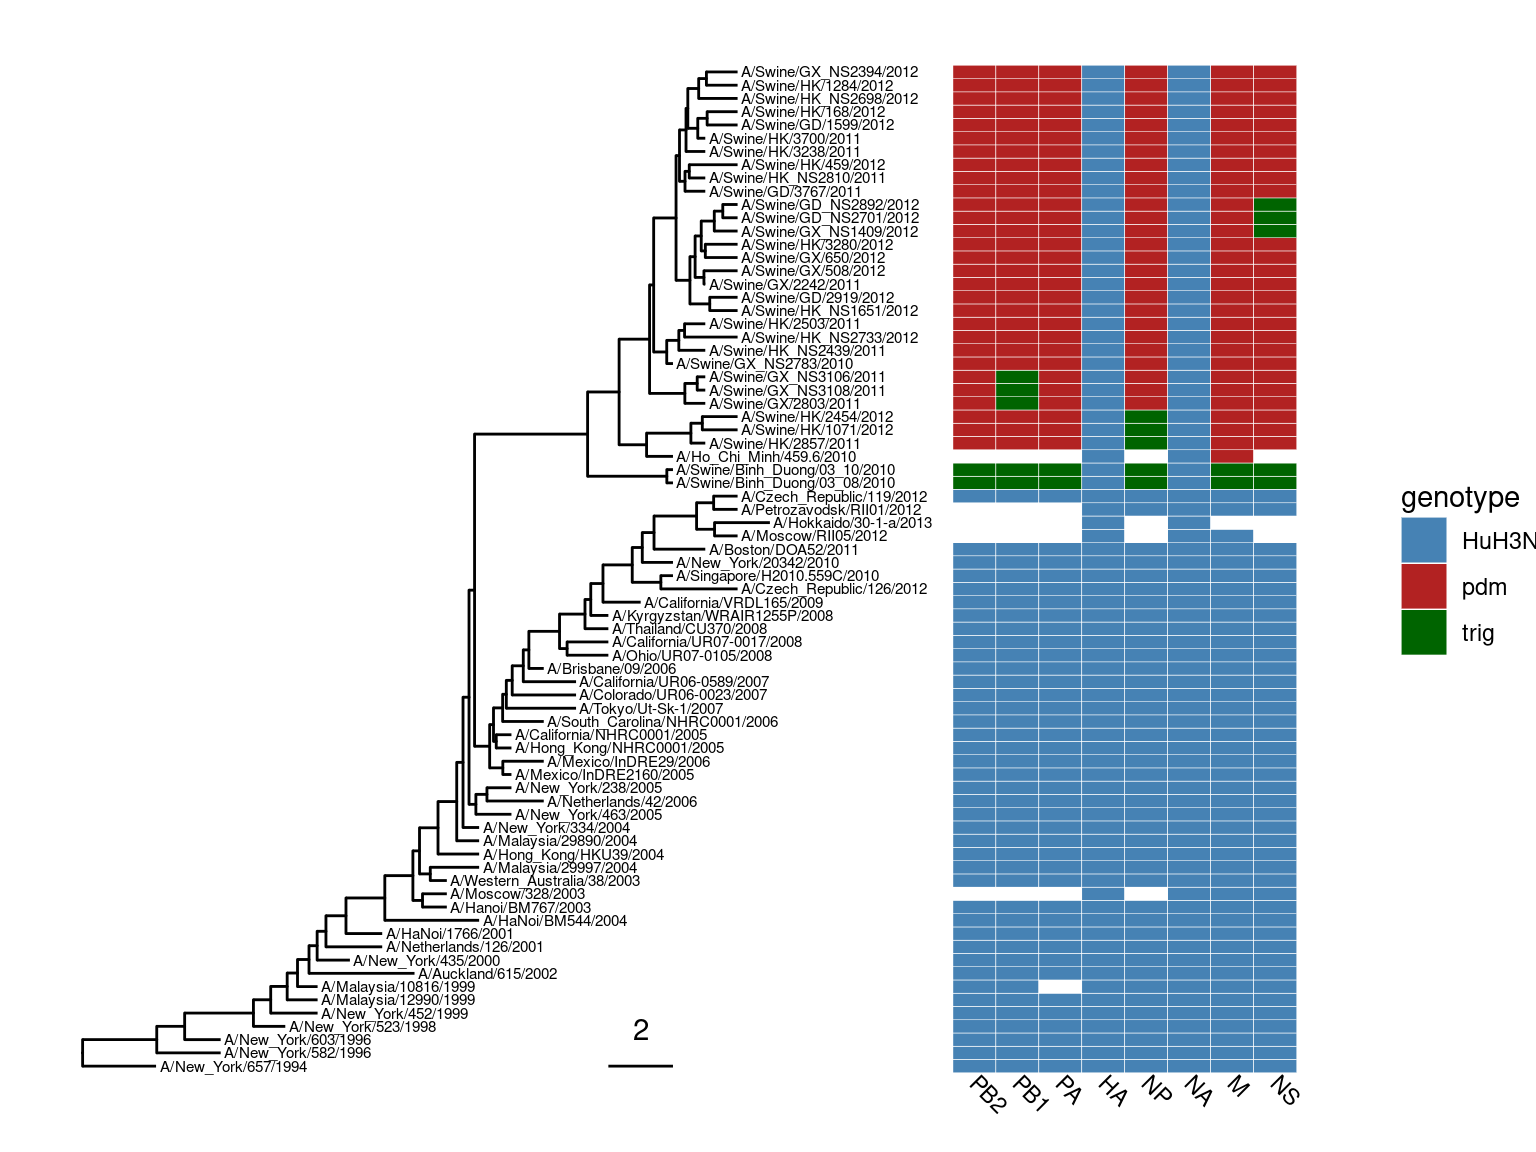 A/Swine/GX_NS2394/2012
A/Swine/HK/1284/2012
A/Swine/HK_NS2698/2012
A/Swine/HK/168/2012
A/Swine/GD/1599/2012
A/Swine/HK/3700/2011
A/Swine/HK/3238/2011
A/Swine/HK/459/2012
A/Swine/HK_NS2810/2011
A/Swine/GD/3767/2011
A/Swine/GD_NS2892/2012
A/Swine/GD_NS2701/2012
A/Swine/GX_NS1409/2012
A/Swine/HK/3280/2012
A/Swine/GX/650/2012
A/Swine/GX/508/2012
A/Swine/GX/2242/2011
A/Swine/GD/2919/2012
A/Swine/HK_NS1651/2012
A/Swine/HK/2503/2011
A/Swine/HK_NS2733/2012
A/Swine/HK_NS2439/2011
A/Swine/GX_NS2783/2010
A/Swine/GX_NS3106/2011
A/Swine/GX_NS3108/2011
A/Swine/GX/2803/2011
A/Swine/HK/2454/2012
A/Swine/HK/1071/2012
A/Swine/HK/2857/2011
A/Ho_Chi_Minh/459.6/2010
A/Swine/Binh_Duong/03_10/2010
A/Swine/Binh_Duong/03_08/2010
A/Czech_Republic/119/2012
A/Petrozavodsk/RII01/2012
A/Hokkaido/30-1-a/2013
A/Moscow/RII05/2012
A/Boston/DOA52/2011
A/New_York/20342/2010
A/Singapore/H2010.559C/2010
A/Czech_Republic/126/2012
A/California/VRDL165/2009
A/Kyrgyzstan/WRAIR1255P/2008
A/Thailand/CU370/2008
A/California/UR07-0017/2008
A/Ohio/UR07-0105/2008
A/Brisbane/09/2006
A/California/UR06-0589/2007
A/Colorado/UR06-0023/2007
A/Tokyo/Ut-Sk-1/2007
A/South_Carolina/NHRC0001/2006
A/California/NHRC0001/2005
A/Hong_Kong/NHRC0001/2005
A/Mexico/InDRE29/2006
A/Mexico/InDRE2160/2005
A/New_York/238/2005
A/Netherlands/42/2006
A/New_York/463/2005
A/New_York/334/2004
A/Malaysia/29890/2004
A/Hong_Kong/HKU39/2004
A/Malaysia/29997/2004
A/Western_Australia/38/2003
A/Moscow/328/2003
A/Hanoi/BM767/2003
A/HaNoi/BM544/2004
A/HaNoi/1766/2001
A/Netherlands/126/2001
A/New_York/435/2000
A/Auckland/615/2002
A/Malaysia/10816/1999
A/Malaysia/12990/1999
A/New_York/452/1999
A/New_York/523/1998
A/New_York/603/1996
A/New_York/582/1996
A/New_York/657/1994
2
PB2 PB1 PA HA NP NA M NS
genotype
HuH3N
pdm
trig